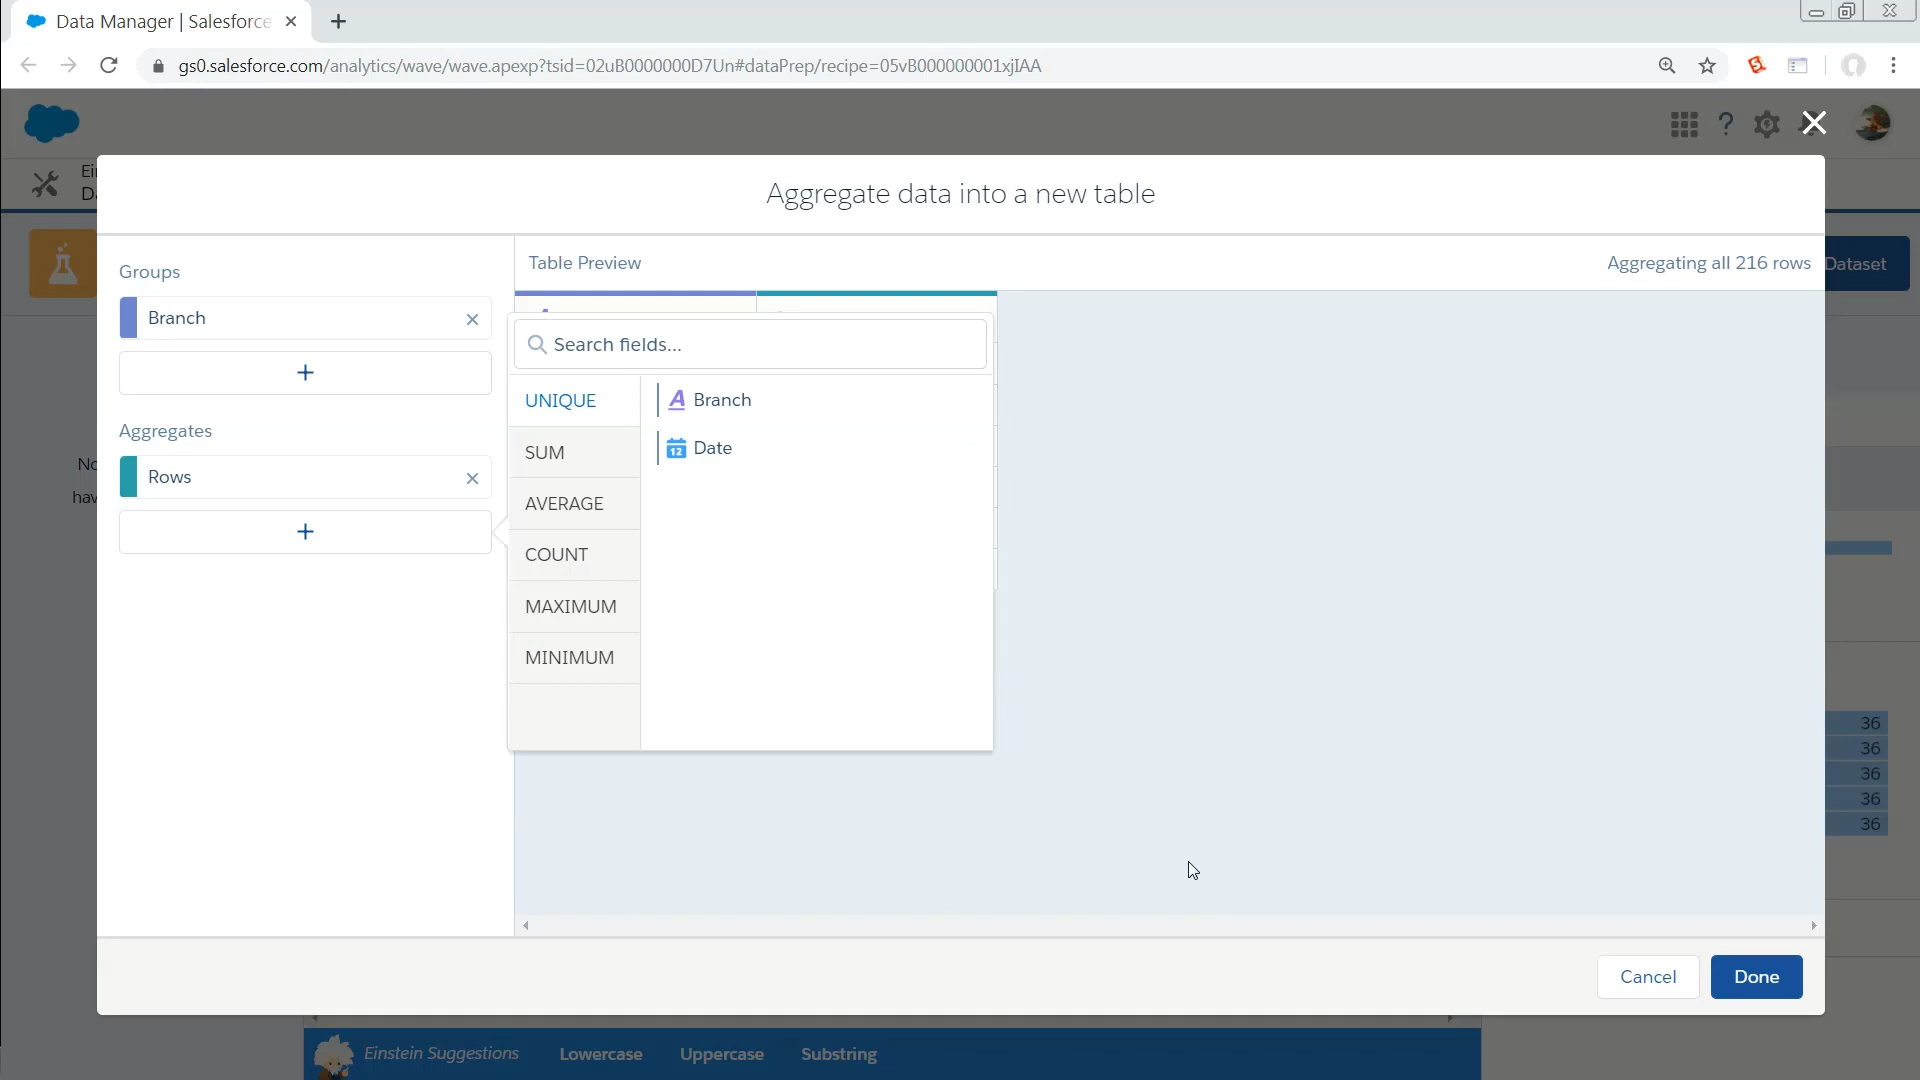 Data Manager | Salesforce
gs0.salesforce.com/analytics/wave/wave.apexp?tsid=02uB0000000D7Un#dataPrep/recipe=05vB000000001xjIAA
Aggregate data into a new table
Groups
Branch
Aggregates
Rows
Table Preview
Aggregating all 216 rows
Dataset
Search fields...
UNIQUE
SUM
AVERAGE
COUNT
MAXIMUM
MINIMUM
Branch
12
Date
36
36
36
36
36
Cancel
Done
Einstein Suggestions
Lowercase
Uppercase
Substring